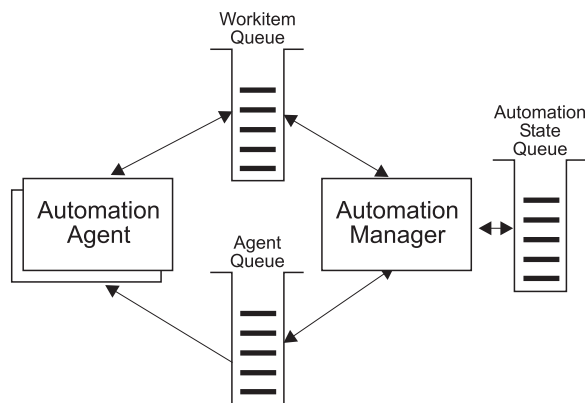 Workitem
Queue
Automation
State
Queue
Automation
Agent
Automation
Manager
Agent
Queue